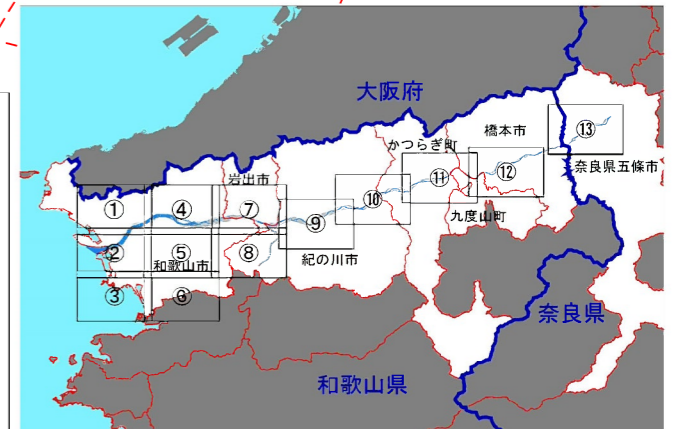 大阪府
橋本市
かつらぎ町
⑬
奈良県五條市
⑫
⑪
岩出市
⑩
九度山町
①
④
⑦
⑨
紀の川市
②
⑤
⑧
和歌山市
③
⑥
奈良県
和歌山県